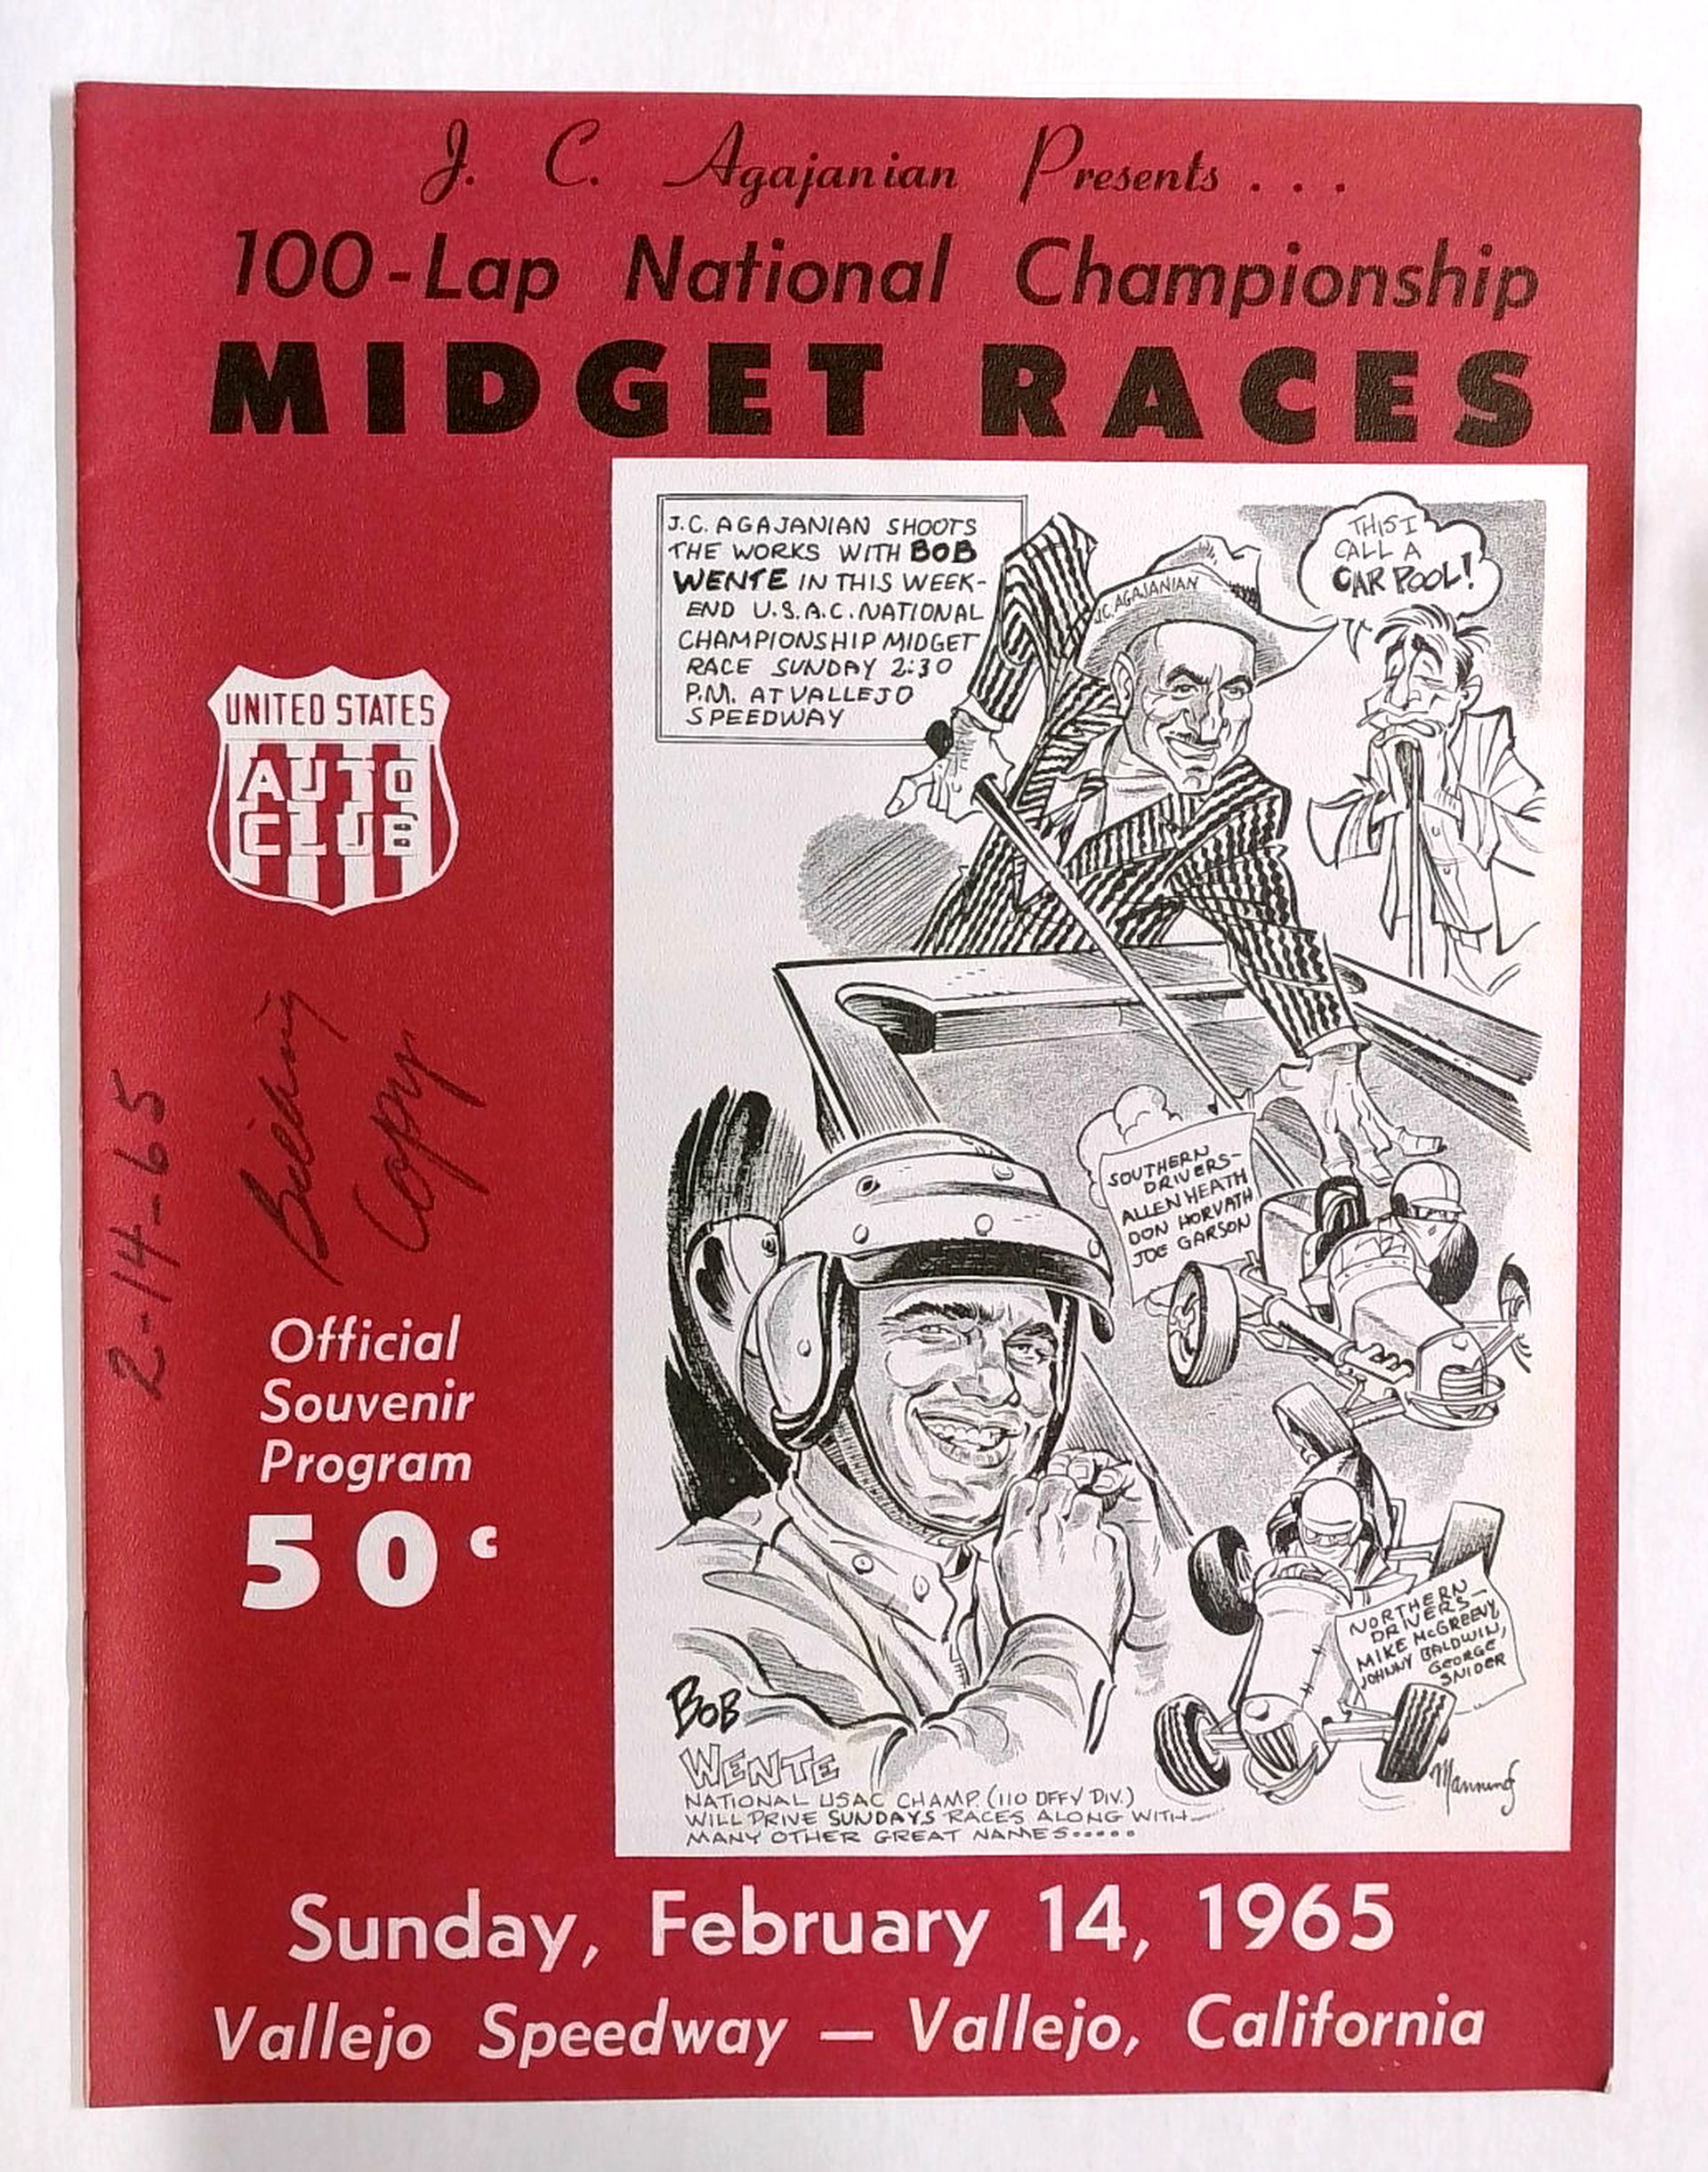 J. C. Agajanian Presents . . .
100-Lap National Championship
MIDGET RACES
J.C. AGAJANIAN SHOOTS
THE WORKS WITH BOB
WENTE IN THIS WEEK-
END U.S.A.C. NATIONAL
CHAMPIONSHIP MIDGET
RACE SUNDAY 2:30
P.M. AT VALLEJO
SPEEDWAY
J.C. AGAJANIAN
THIS I
CALL A
CAR POOL!
UNITED STATES
AUTO
CLUB
2-14-65
Copy
SOUTHERN
DRIVERS-
ALLEN HEATH
DON HORVATH
JOE GARSON
Official
Souvenir
Program
50c
NORTHERN
DRIVERS-
MIKE McGREEVY,
JOHNNY BALDWIN,
GEORGE
SNIDER
BOB
WENTE
NATIONAL USAC CHAMP. (110 OFFY DIV.)
WILL DRIVE SUNDAYS RACES ALONG WITH
MANY OTHER GREAT NAMES.....
Manning
Sunday, February 14, 1965
Vallejo Speedway — Vallejo, California